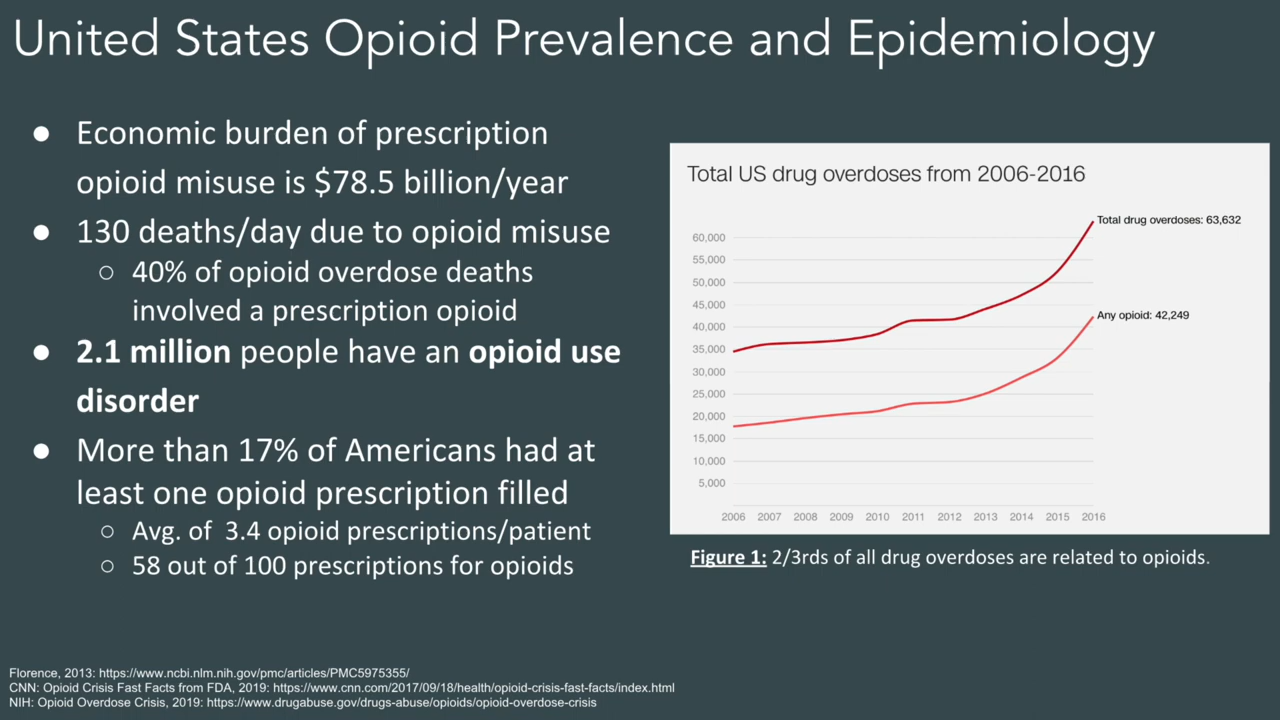 United States Opioid Prevalence and Epidemiology
● Economic burden of prescription
opioid misuse is $78.5 billion/year
● 130 deaths/day due to opioid misuse
○ 40% of opioid overdose deaths
involved a prescription opioid
● 2.1 million people have an opioid use
disorder
● More than 17% of Americans had at
least one opioid prescription filled
○ Avg. of 3.4 opioid prescriptions/patient
○ 58 out of 100 prescriptions for opioids
Total US drug overdoses from 2006-2016
Total drug overdoses: 63,632
60,000
55,000
50,000
45,000
40,000
Any opioid: 42,249
35,000
30,000
25,000
20,000
15,000
10,000
5,000
2006 2007 2008 2009 2010 2011 2012 2013 2014 2015 2016
Figure 1: 2/3rds of all drug overdoses are related to opioids.
Florence, 2013: https://www.ncbi.nlm.nih.gov/pmc/articles/PMC5975355/
CNN: Opioid Crisis Fast Facts from FDA, 2019: https://www.cnn.com/2017/09/18/health/opioid-crisis-fast-facts/index.html
NIH: Opioid Overdose Crisis, 2019: https://www.drugabuse.gov/drugs-abuse/opioids/opioid-overdose-crisis